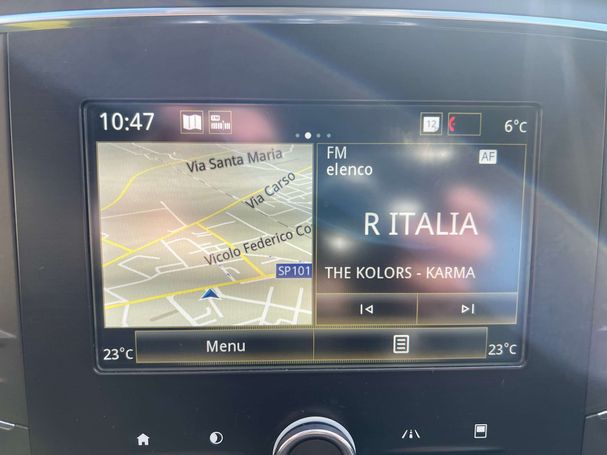 10:47
12
6°C
Via Santa Maria
Via Carso
Vicolo Federico Co
SP101
FM
elenco
AF
R ITALIA
THE KOLORS - KARMA
23°C
Menu
23°C